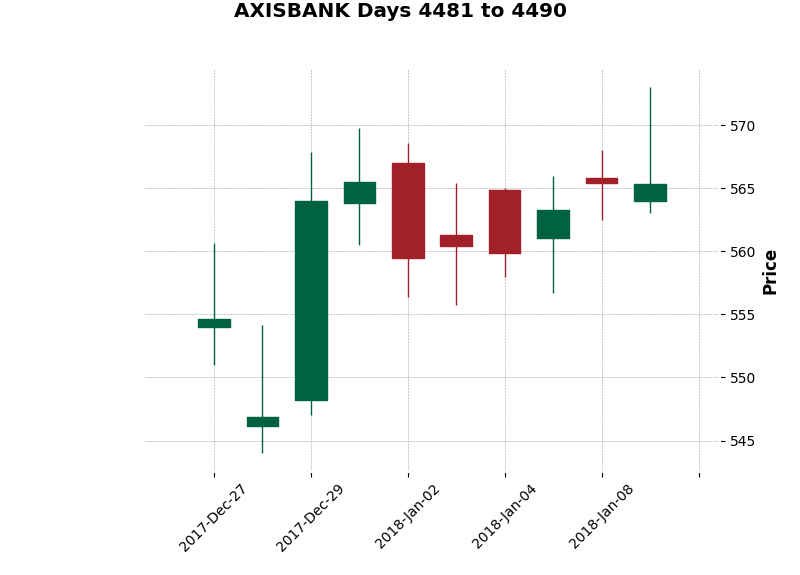 AXISBANK Days 4481 to 4490
570
565
560
555
550
545
Price
2017-Dec-27
2017-Dec-29
2018-Jan-02
2018-Jan-04
2018-Jan-08